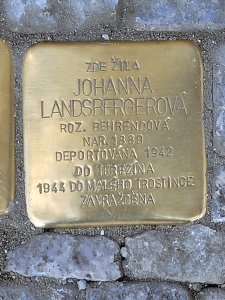 ZDE ŽILA
JOHANNA
LANDSBERGEROVÁ
ROZ. BEHRENDOVÁ
NAR. 1869
DEPORTOVÁNA 1942
DO TEREZÍNA
1944 DO MALÉHO TROSTINCE
ZAVRAŽDĚNA